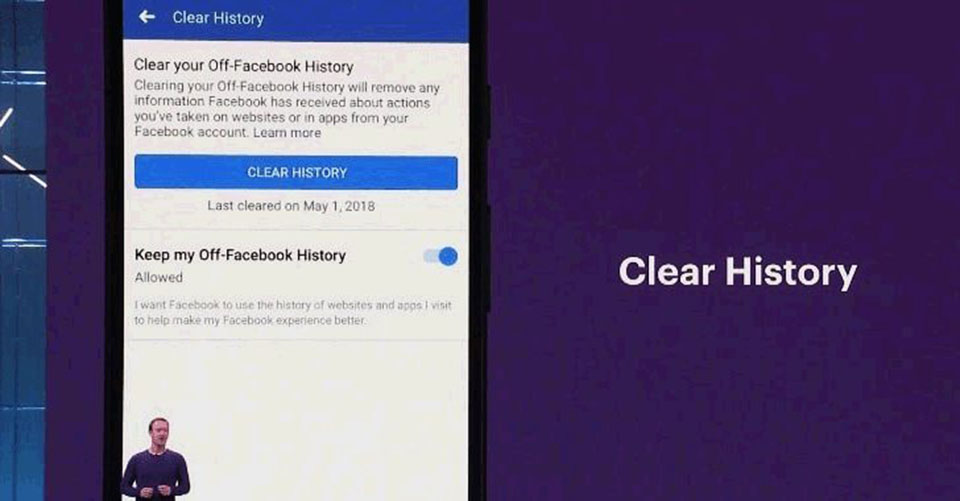 Clear History
Clear your Off-Facebook History
Clearing your Off-Facebook History will remove any
information Facebook has received about actions
you've taken on websites or in apps from your
Facebook account. Learn more
CLEAR HISTORY
Last cleared on May 1, 2018
Keep my Off-Facebook History
Allowed
I want Facebook to use the history of websites and apps I visit
to help make my Facebook experience better.
Clear History